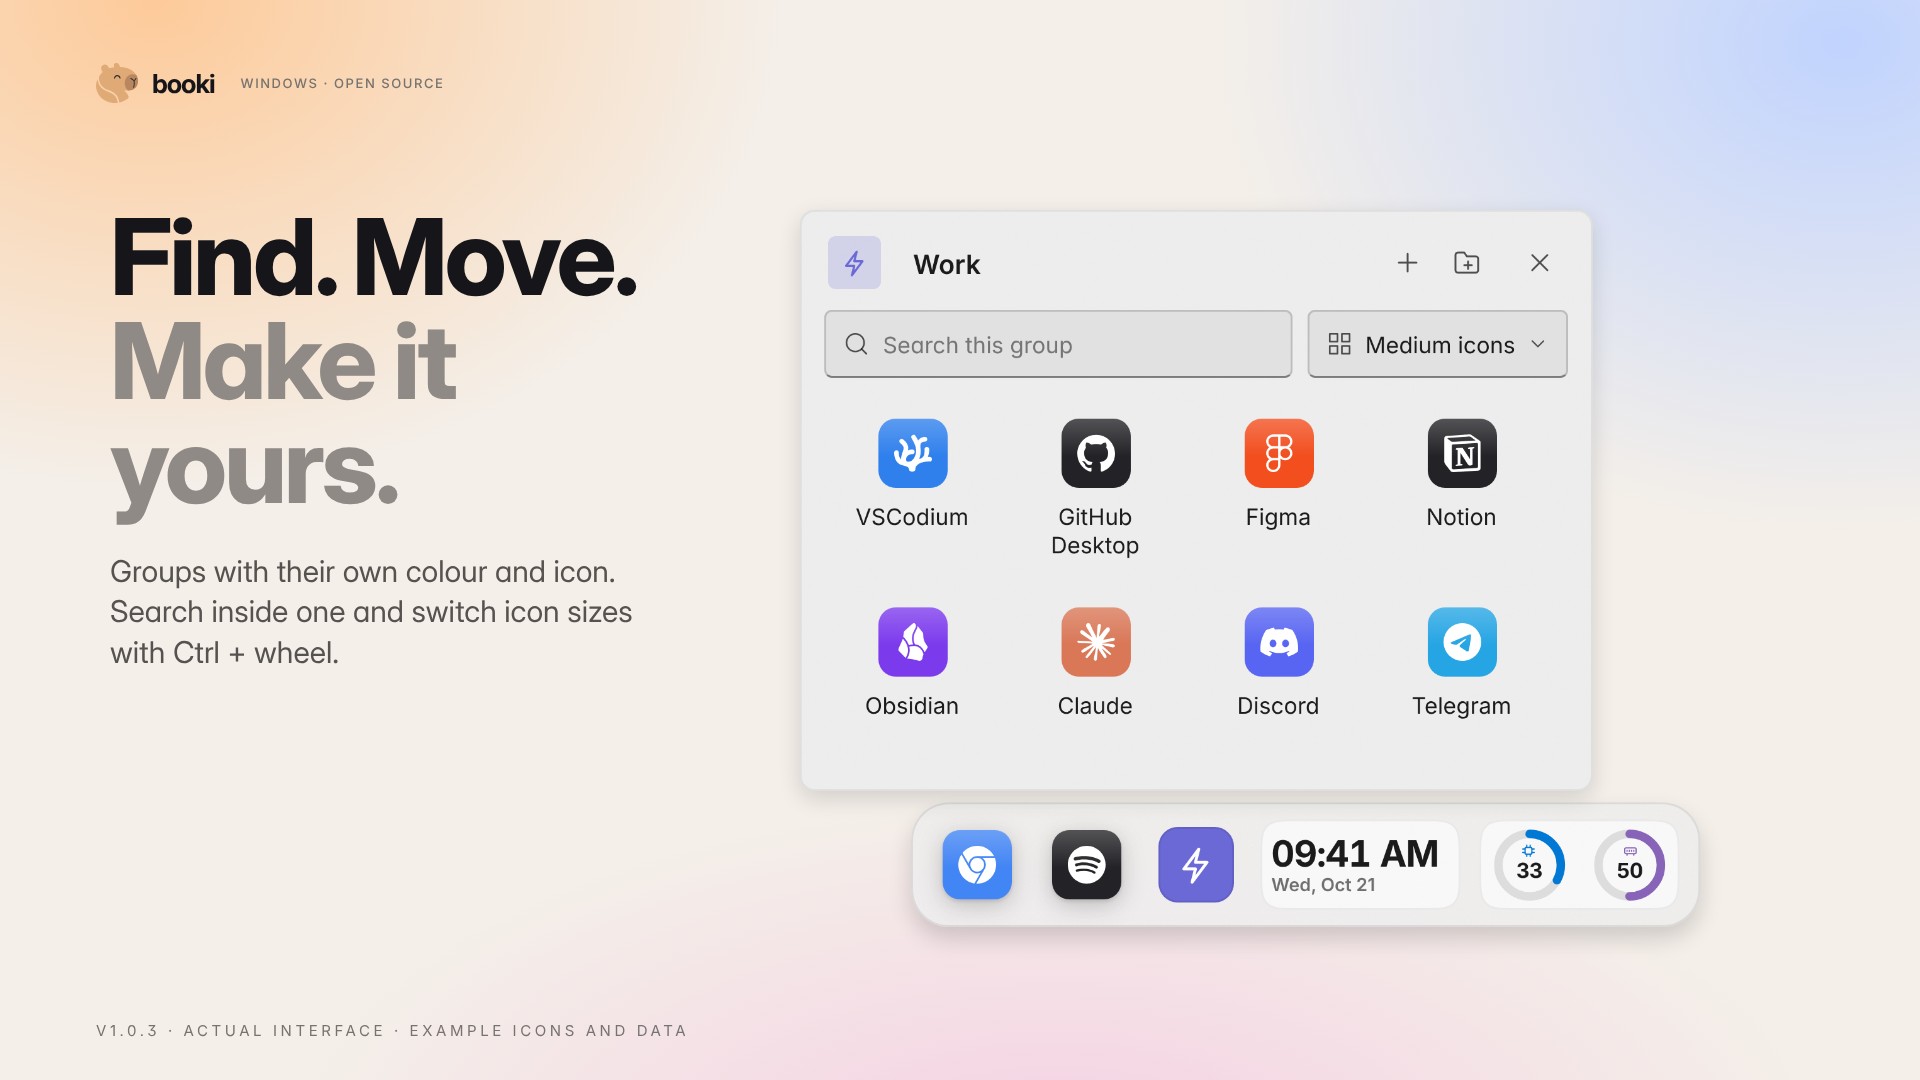 booki
WINDOWS · OPEN SOURCE
Find. Move.
Make it
yours.
Groups with their own colour and icon.
Search inside one and switch icon sizes
with Ctrl + wheel.
Work
Search this group
Medium icons
VSCodium
GitHub
Desktop
Figma
Notion
Obsidian
Claude
Discord
Telegram
09:41 AM
Wed, Oct 21
33
50
V1.0.3 · ACTUAL INTERFACE · EXAMPLE ICONS AND DATA